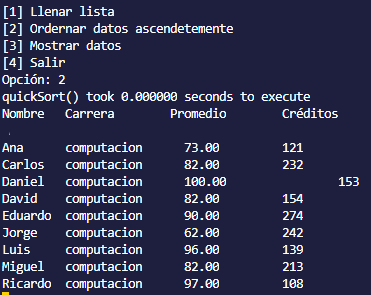 [1] Llenar lista
[2] Ordernar datos ascendetemente
[3] Mostrar datos
[4] Salir
Opción: 2
quickSort() took 0.000000 seconds to execute
Nombre Carrera Promedio Créditos
Ana computacion 73.00 121
Carlos computacion 82.00 232
Daniel computacion 100.00 153
David computacion 82.00 154
Eduardo computacion 90.00 274
Jorge computacion 62.00 242
Luis computacion 96.00 139
Miguel computacion 82.00 213
Ricardo computacion 97.00 108